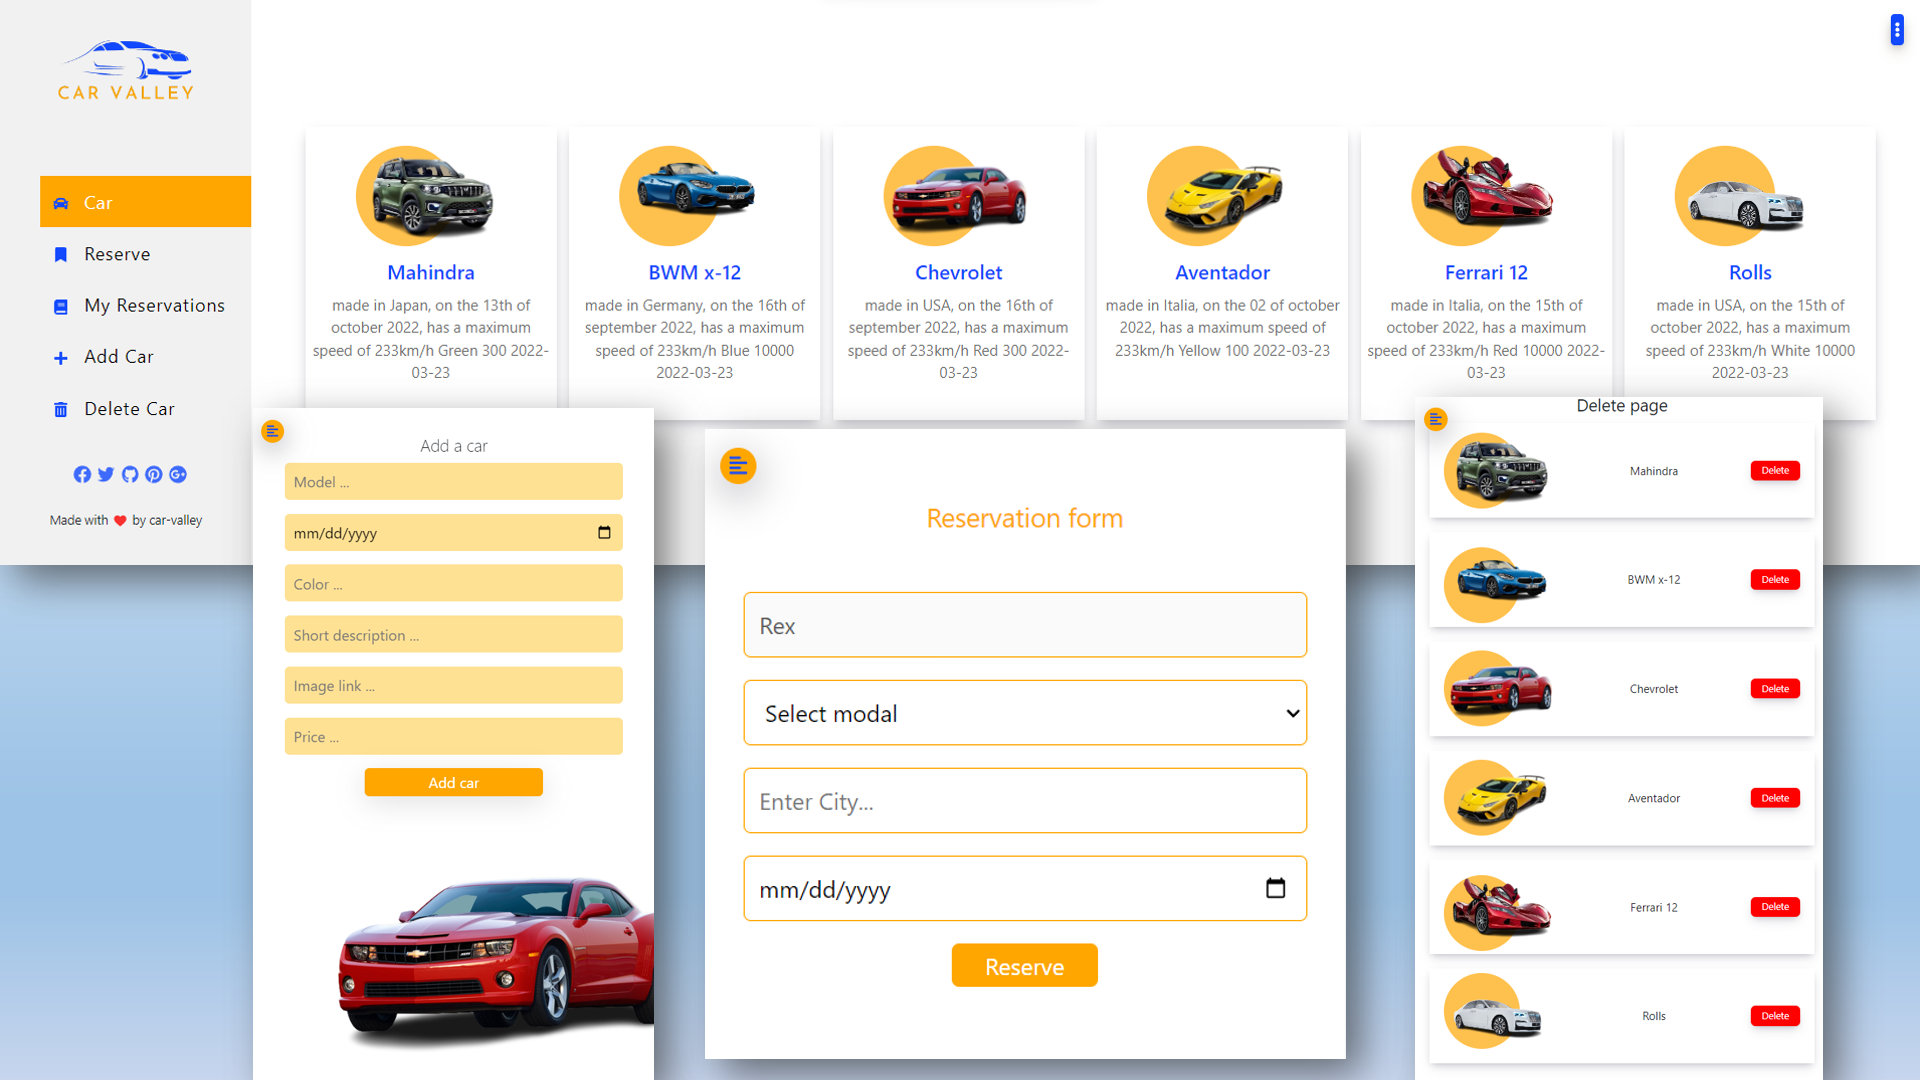 CAR VALLEY
Car
Reserve
My Reservations
Add Car
Delete Car
Made with by car-valley
Mahindra
made in Japan, on the 13th of
october 2022, has a maximum
speed of 233km/h Green 300 2022-
03-23
BWM x-12
made in Germany, on the 16th of
september 2022, has a maximum
speed of 233km/h Blue 10000
2022-03-23
Chevrolet
made in USA, on the 16th of
september 2022, has a maximum
speed of 233km/h Red 300 2022-
03-23
Aventador
made in Italia, on the 02 of october
2022, has a maximum speed of
233km/h Yellow 100 2022-03-23
Ferrari 12
made in Italia, on the 15th of
october 2022, has a maximum
speed of 233km/h Red 10000 2022-
03-23
Rolls
made in USA, on the 15th of
october 2022, has a maximum
speed of 233km/h White 10000
2022-03-23
Add a car
Model ...
mm/dd/yyyy
Color ...
Short description ...
Image link ...
Price ...
Add car
Reservation form
Rex
Select modal
Enter City...
mm/dd/yyyy
Reserve
Delete page
Mahindra
Delete
BWM x-12
Delete
Chevrolet
Delete
Aventador
Delete
Ferrari 12
Delete
Rolls
Delete